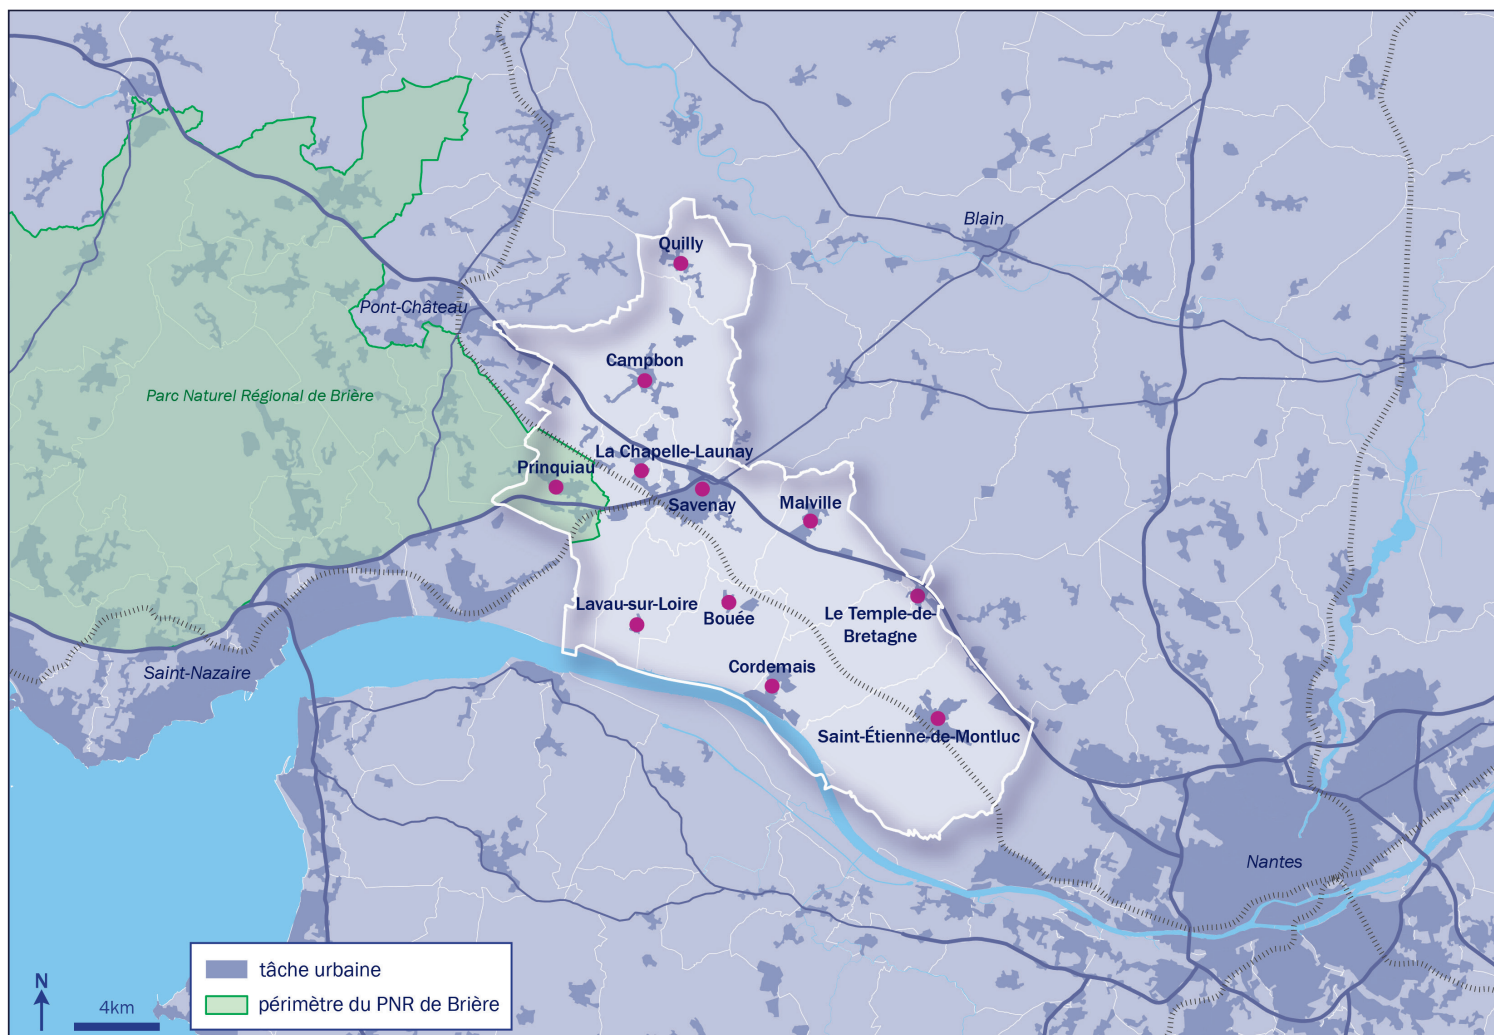 Blain
Quilly
Pont-Château
Campbon
Parc Naturel Régional de Brière
La Chapelle-Launay
Prinquiau
Savenay
Malville
Lavau-sur-Loire
Bouée
Le Temple-de-
Bretagne
Cordemais
Saint-Nazaire
Saint-Étienne-de-Montluc
Nantes
tâche urbaine
périmètre du PNR de Brière
N
4km